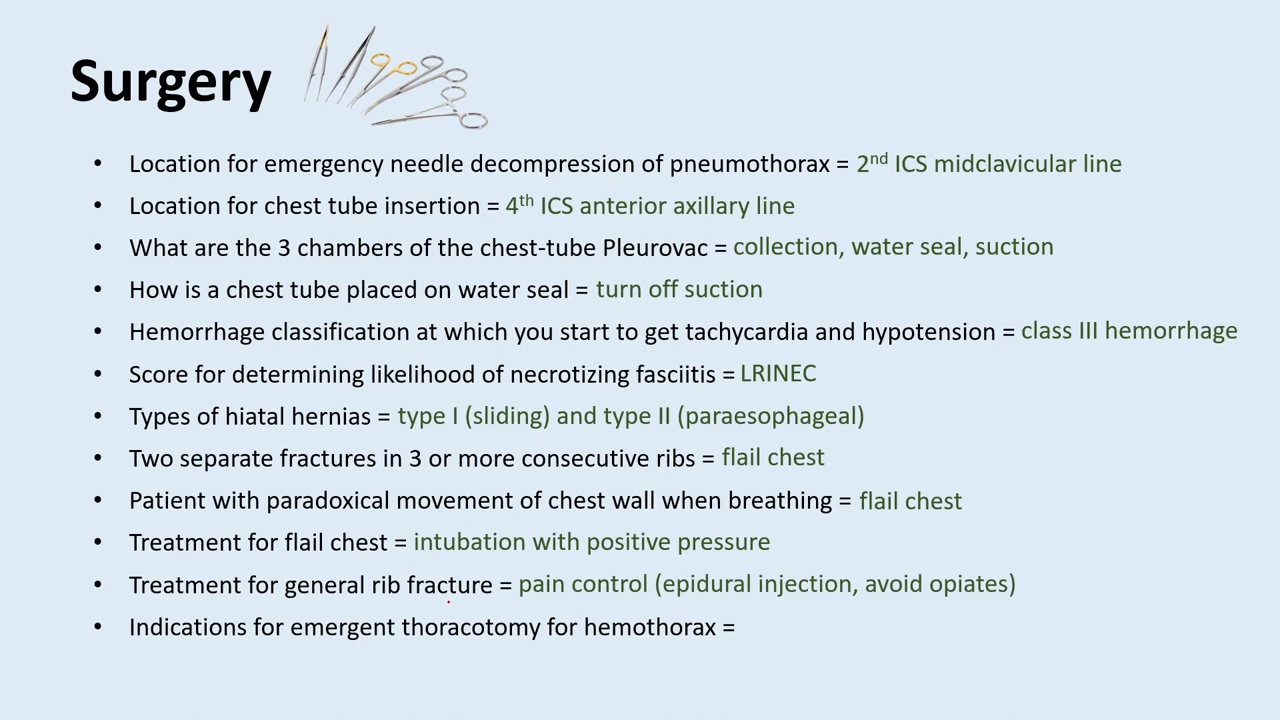 Surgery
• Location for emergency needle decompression of pneumothorax = 2nd ICS midclavicular line
• Location for chest tube insertion = 4th ICS anterior axillary line
• What are the 3 chambers of the chest-tube Pleurovac = collection, water seal, suction
• How is a chest tube placed on water seal = turn off suction
• Hemorrhage classification at which you start to get tachycardia and hypotension = class III hemorrhage
• Score for determining likelihood of necrotizing fasciitis = LRINEC
• Types of hiatal hernias = type I (sliding) and type II (paraesophageal)
• Two separate fractures in 3 or more consecutive ribs = flail chest
• Patient with paradoxical movement of chest wall when breathing = flail chest
• Treatment for flail chest = intubation with positive pressure
• Treatment for general rib fracture = pain control (epidural injection, avoid opiates)
• Indications for emergent thoracotomy for hemothorax =